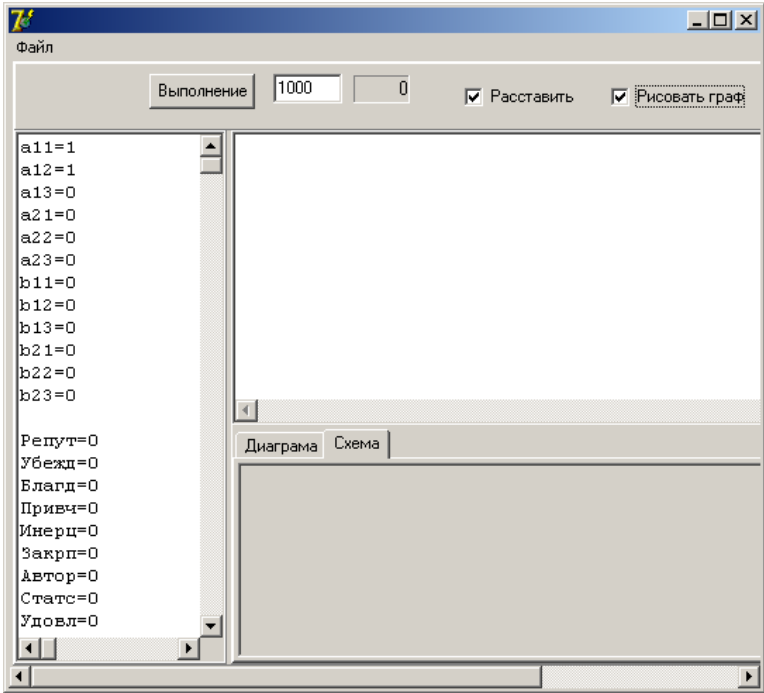 Файл
Выполнение 1000 0 Расставить Рисовать граф
a11=1
a12=1
a13=0
a21=0
a22=0
a23=0
b11=0
b12=0
b13=0
b21=0
b22=0
b23=0
Репут=0
Убежд=0
Благд=0
Привч=0
Инерц=0
Закрп=0
Автор=0
Статс=0
Удовл=0
Диаграма Схема